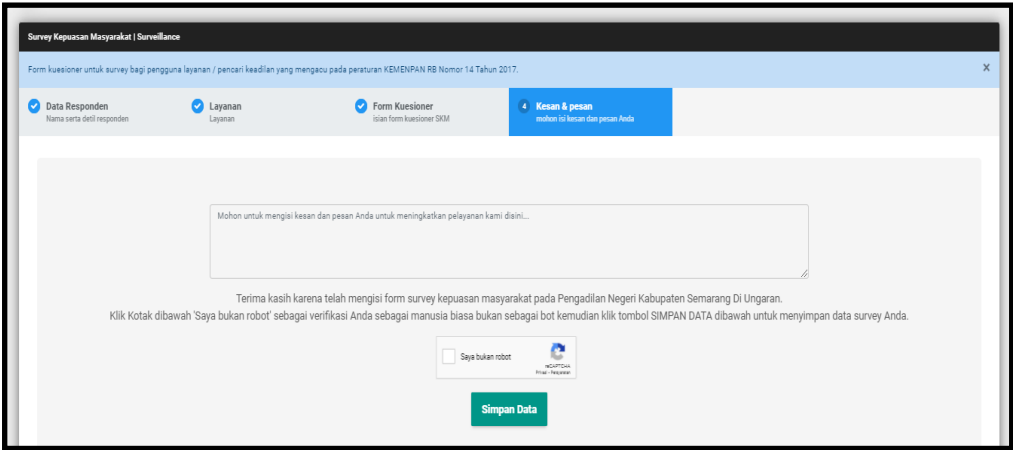 Survey Kepuasan Masyarakat | Surveillance
Form kuesioner untuk survey bagi pengguna layanan / pencari keadilan yang mengacu pada peraturan KEMENPAN RB Nomor 14 Tahun 2017.
x
Data Responden
Nama serta detil responden
Layanan
Layanan
Form Kuesioner
isian form kuesioner SKM
4
Kesan & pesan
mohon isi kesan dan pesan Anda
Mohon untuk mengisi kesan dan pesan Anda untuk meningkatkan pelayanan kami disini...
Terima kasih karena telah mengisi form survey kepuasan masyarakat pada Pengadilan Negeri Kabupaten Semarang Di Ungaran.
Klik Kotak dibawah 'Saya bukan robot' sebagai verifikasi Anda sebagai manusia biasa bukan sebagai bot kemudian klik tombol SIMPAN DATA dibawah untuk menyimpan data survey Anda.
Saya bukan robot
reCAPTCHA
Privasi - Persyaratan
Simpan Data